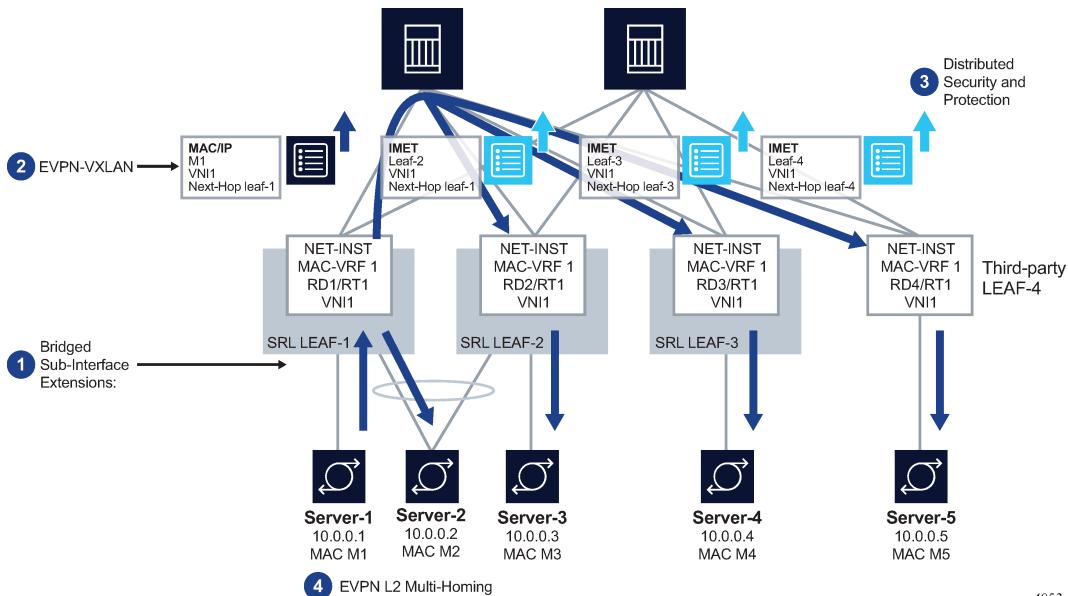 3
Distributed
Security and
Protection
2
EVPN-VXLAN
MAC/IP
M1
VNI1
Next-Hop leaf-1
IMET
Leaf-2
VNI1
Next-Hop leaf-1
IMET
Leaf-3
VNI1
Next-Hop leaf-3
IMET
Leaf-4
VNI1
Next-Hop leaf-4
NET-INST
MAC-VRF 1
RD1/RT1
VNI1
SRL LEAF-1
NET-INST
MAC-VRF 1
RD2/RT1
VNI1
SRL LEAF-2
NET-INST
MAC-VRF 1
RD3/RT1
VNI1
SRL LEAF-3
NET-INST
MAC-VRF 1
RD4/RT1
VNI1
Third-party
LEAF-4
1
Bridged
Sub-Interface
Extensions:
Server-1
10.0.0.1
MAC M1
Server-2
10.0.0.2
MAC M2
Server-3
10.0.0.3
MAC M3
Server-4
10.0.0.4
MAC M4
Server-5
10.0.0.5
MAC M5
4
EVPN L2 Multi-Homing